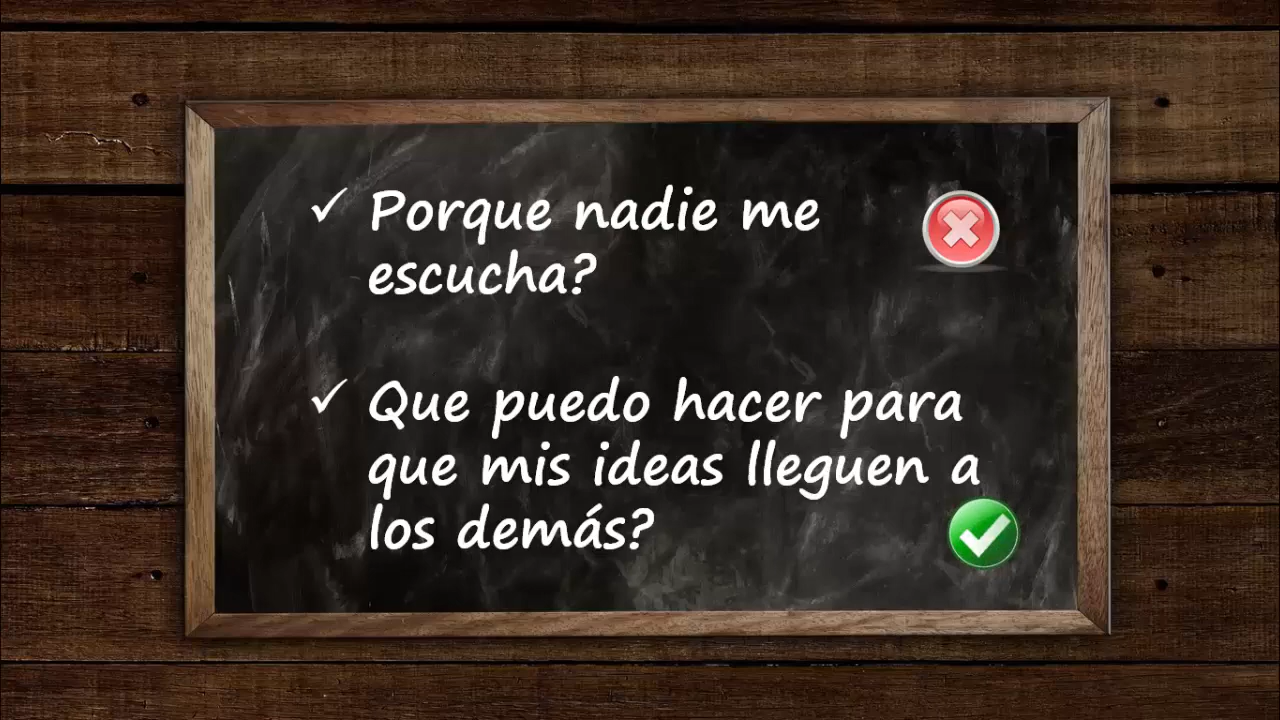 Porque nadie me
escucha?
Que puedo hacer para
que mis ideas lleguen a
los demás?